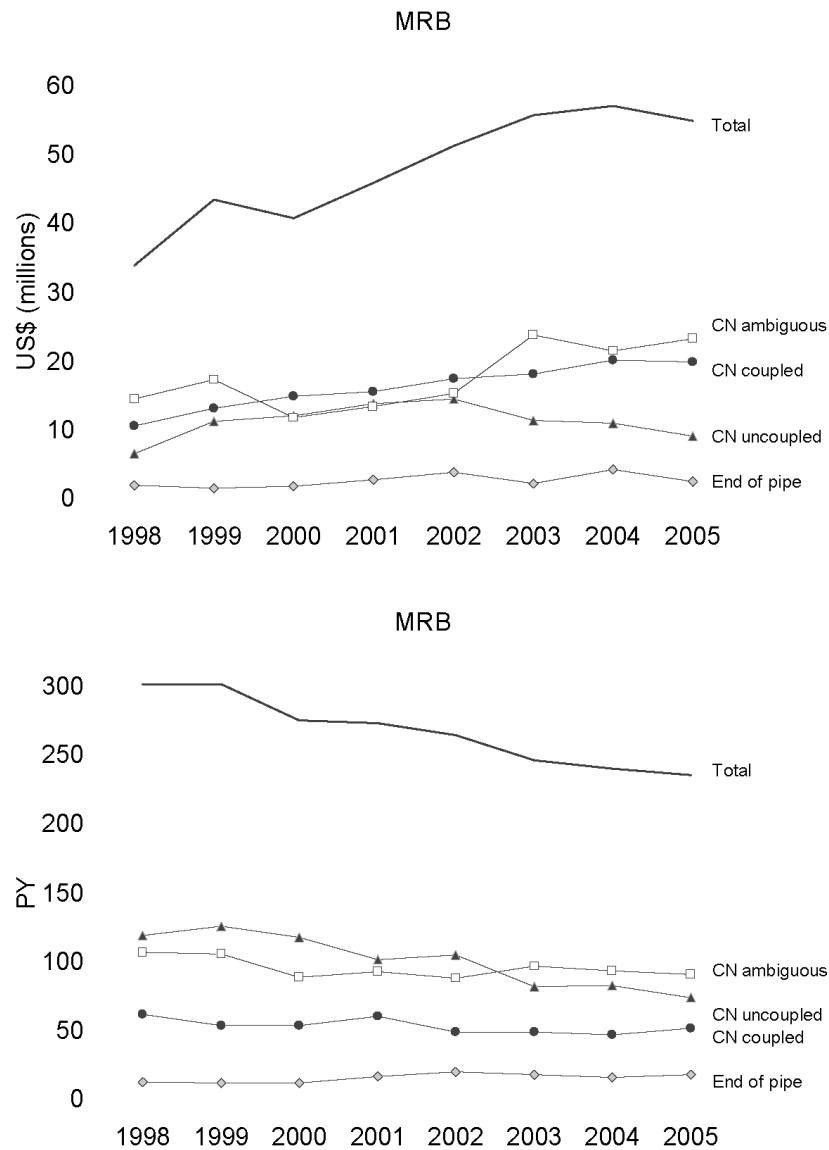 MRB
60
50
40
30
20
10
0
US$ (millions)
Total
CN ambiguous
CN coupled
CN uncoupled
End of pipe
1998 1999 2000 2001 2002 2003 2004 2005
MRB
300
250
200
150
100
50
0
PY
Total
CN ambiguous
CN uncoupled
CN coupled
End of pipe
1998 1999 2000 2001 2002 2003 2004 2005